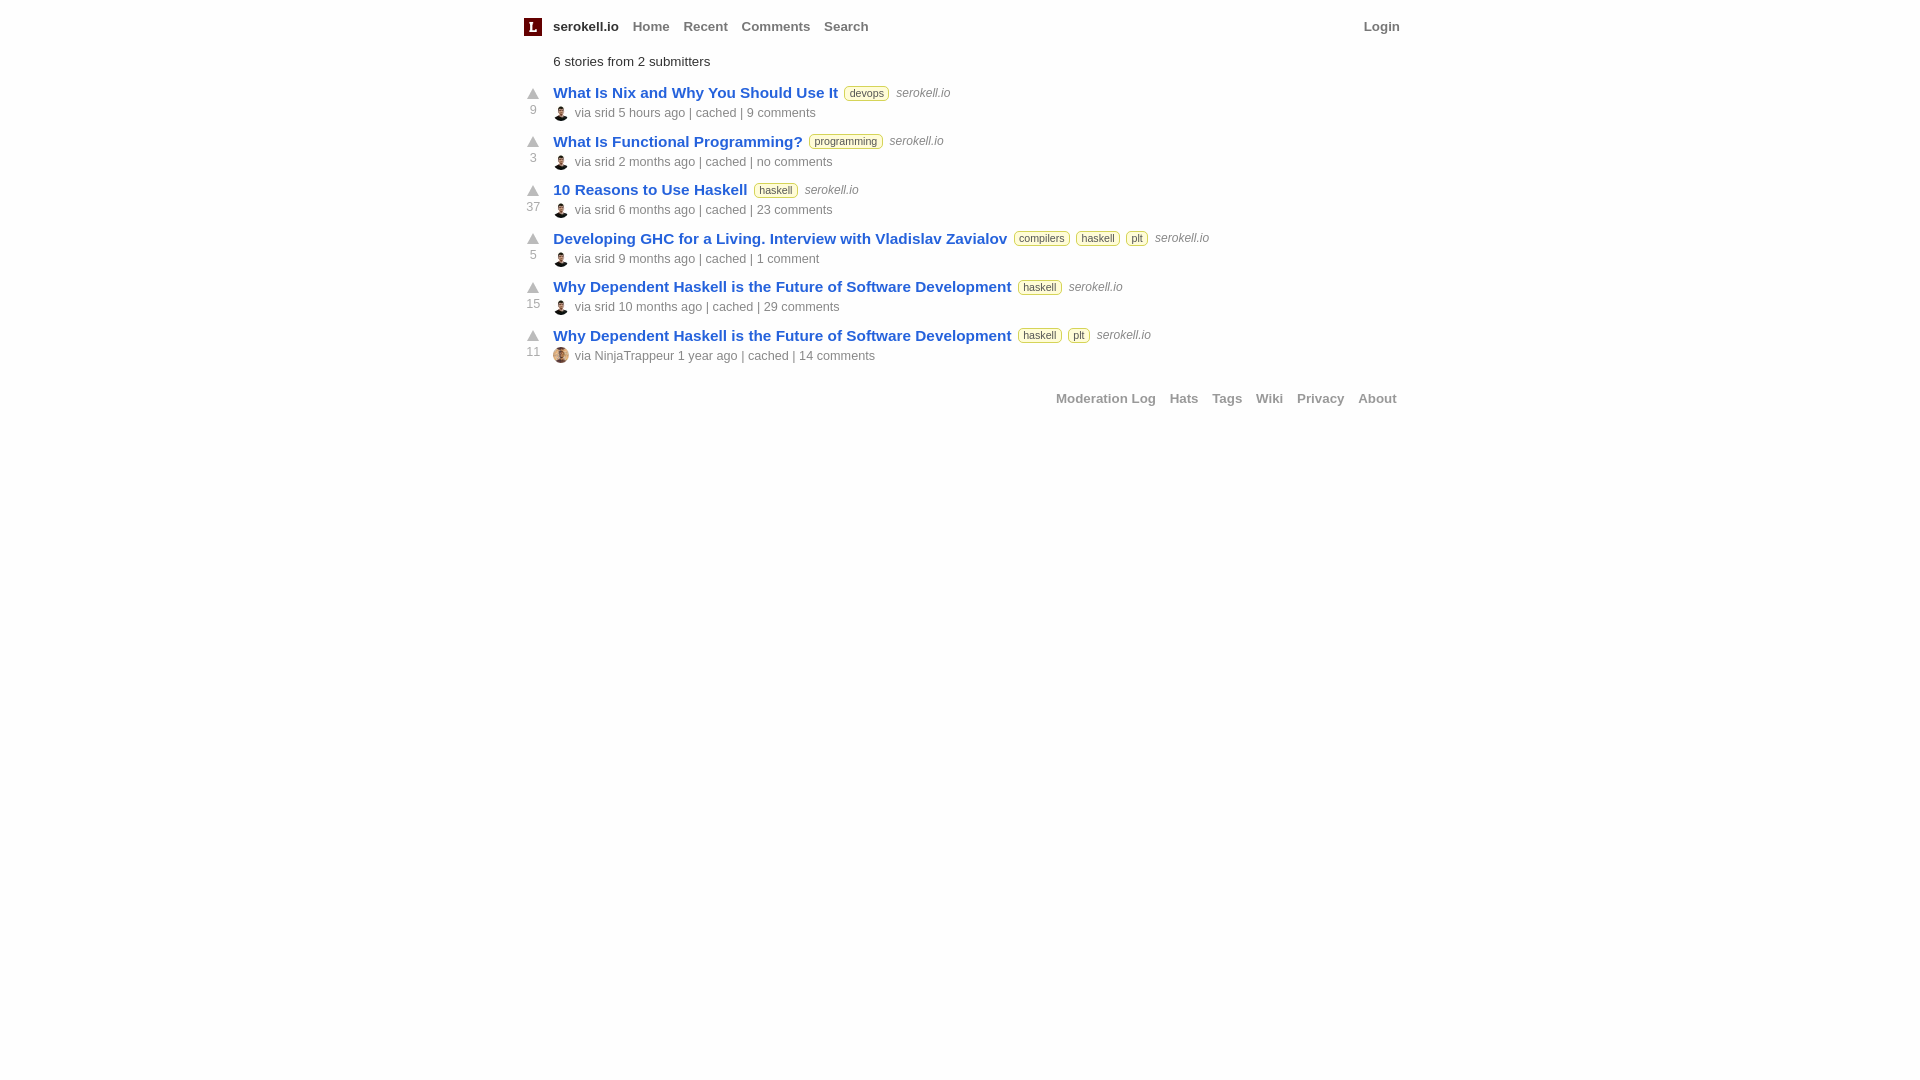 L serokell.io Home Recent Comments Search Login
6 stories from 2 submitters
What Is Nix and Why You Should Use It devops serokell.io
9
via srid 5 hours ago | cached | 9 comments
What Is Functional Programming? programming serokell.io
3
via srid 2 months ago | cached | no comments
10 Reasons to Use Haskell haskell serokell.io
37
via srid 6 months ago | cached | 23 comments
Developing GHC for a Living. Interview with Vladislav Zavialov compilers haskell plt serokell.io
5
via srid 9 months ago | cached | 1 comment
Why Dependent Haskell is the Future of Software Development haskell serokell.io
15
via srid 10 months ago | cached | 29 comments
Why Dependent Haskell is the Future of Software Development haskell plt serokell.io
11
via NinjaTrappeur 1 year ago | cached | 14 comments
Moderation Log Hats Tags Wiki Privacy About